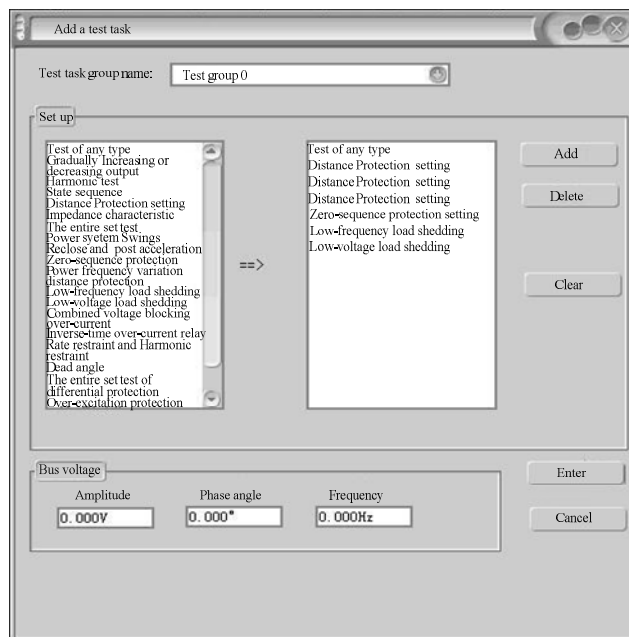 Add a test task
Test task group name:
Test group 0
Set up
Test of any type
Gradually Increasing or
decreasing output
Harmonic test
State sequence
Distance Protection setting
Impedance characteristic
The entire set test
Power syetem Swings
Reclose and post acceleration
Zero-sequence protection
Power frequency variation
distance protection
Low-frequency load shedding
Low-voltage load shedding
Combined voltage blocking
over-current
Inverse-time over-current relay
Rate restraint and Harmonic
restraint
Dead angle
The entire set test of
differential protection
Over-excitation protection
==>
Test of any type
Distance Protection setting
Distance Protection setting
Distance Protection setting
Zero-sequence protection setting
Low-frequency load shedding
Low-voltage load shedding
Add
Delete
Clear
Bus voltage
Amplitude
Phase angle
Frequency
0.000V
0.000°
0.000Hz
Enter
Cancel